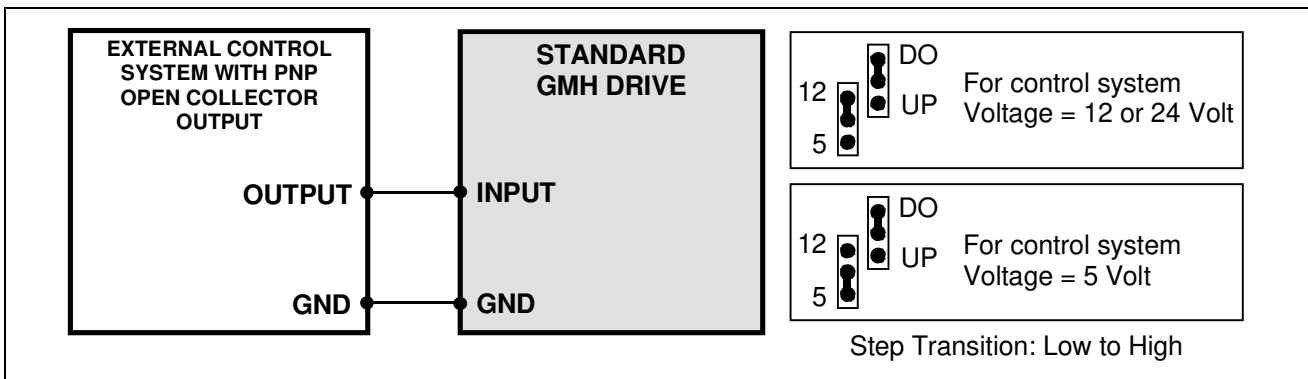 EXTERNAL CONTROL
SYSTEM WITH PNP
OPEN COLLECTOR
OUTPUT
OUTPUT
GND
STANDARD
GMH DRIVE
INPUT
GND
DO
12
UP
5
For control system
Voltage = 12 or 24 Volt
DO
12
UP
5
For control system
Voltage = 5 Volt
Step Transition: Low to High